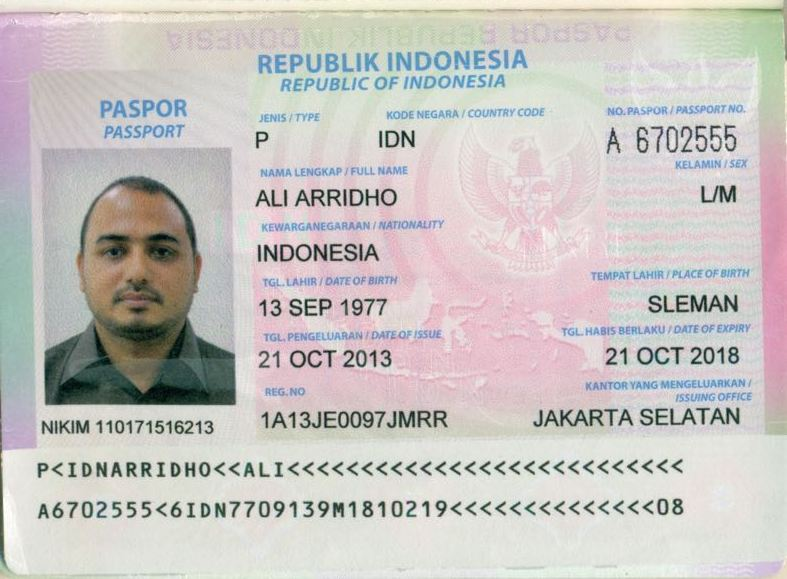 PASPOR REPUBLIK INDONESIA
REPUBLIK INDONESIA
REPUBLIC OF INDONESIA
PASPOR
PASSPORT
JENIS / TYPE KODE NEGARA / COUNTRY CODE NO. PASPOR / PASSPORT NO.
P IDN A 6702555
NAMA LENGKAP / FULL NAME KELAMIN / SEX
ALI ARRIDHO L/M
KEWARGANEGARAAN / NATIONALITY
INDONESIA
TGL. LAHIR / DATE OF BIRTH TEMPAT LAHIR / PLACE OF BIRTH
13 SEP 1977 SLEMAN
TGL. PENGELUARAN / DATE OF ISSUE TGL. HABIS BERLAKU / DATE OF EXPIRY
21 OCT 2013 21 OCT 2018
REG. NO KANTOR YANG MENGELUARKAN / ISSUING OFFICE
1A13JE0097JMRR JAKARTA SELATAN
NIKIM 110171516213
P<IDNARRIDHO<<ALI<<<<<<<<<<<<<<<<<<<<<<<<<<<
A6702555<6IDN7709139M1810219<<<<<<<<<<<<<<08